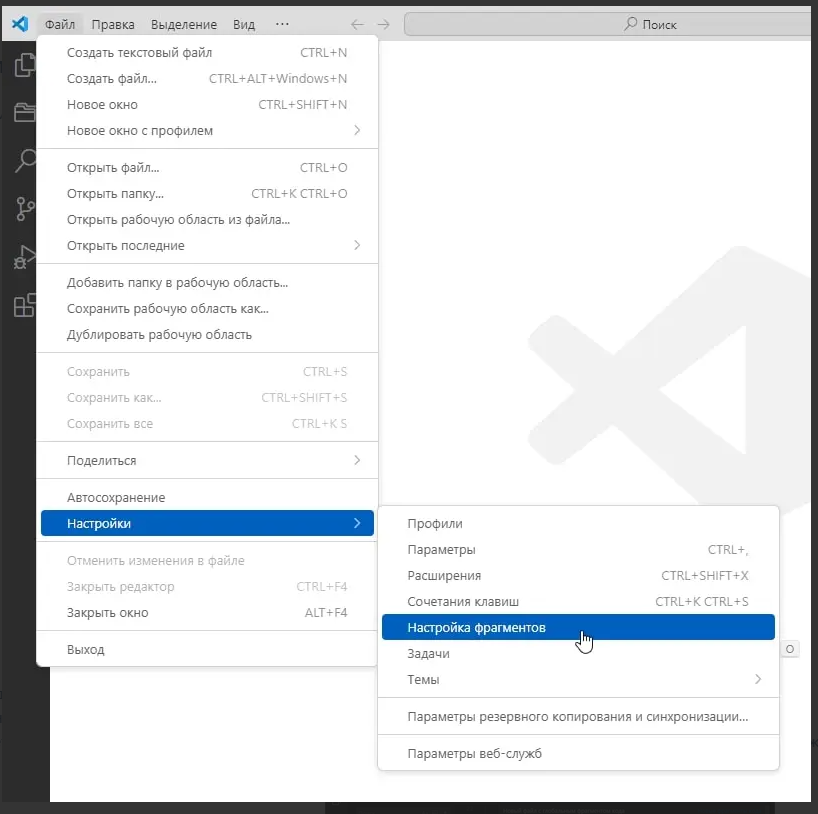 Файл Правка Выделение Вид ··· Поиск
Создать текстовый файл CTRL+N
Создать файл... CTRL+ALT+Windows+N
Новое окно CTRL+SHIFT+N
Новое окно с профилем
Открыть файл... CTRL+O
Открыть папку... CTRL+K CTRL+O
Открыть рабочую область из файла...
Открыть последние
Добавить папку в рабочую область...
Сохранить рабочую область как...
Дублировать рабочую область
Сохранить CTRL+S
Сохранить как... CTRL+SHIFT+S
Сохранить все CTRL+K S
Поделиться
Автосохранение
Настройки
Отменить изменения в файле
Закрыть редактор CTRL+F4
Закрыть окно ALT+F4
Выход
Профили
Параметры CTRL+,
Расширения CTRL+SHIFT+X
Сочетания клавиш CTRL+K CTRL+S
Настройка фрагментов
O
Задачи
Темы
Параметры резервного копирования и синхронизации...
Параметры веб-служб